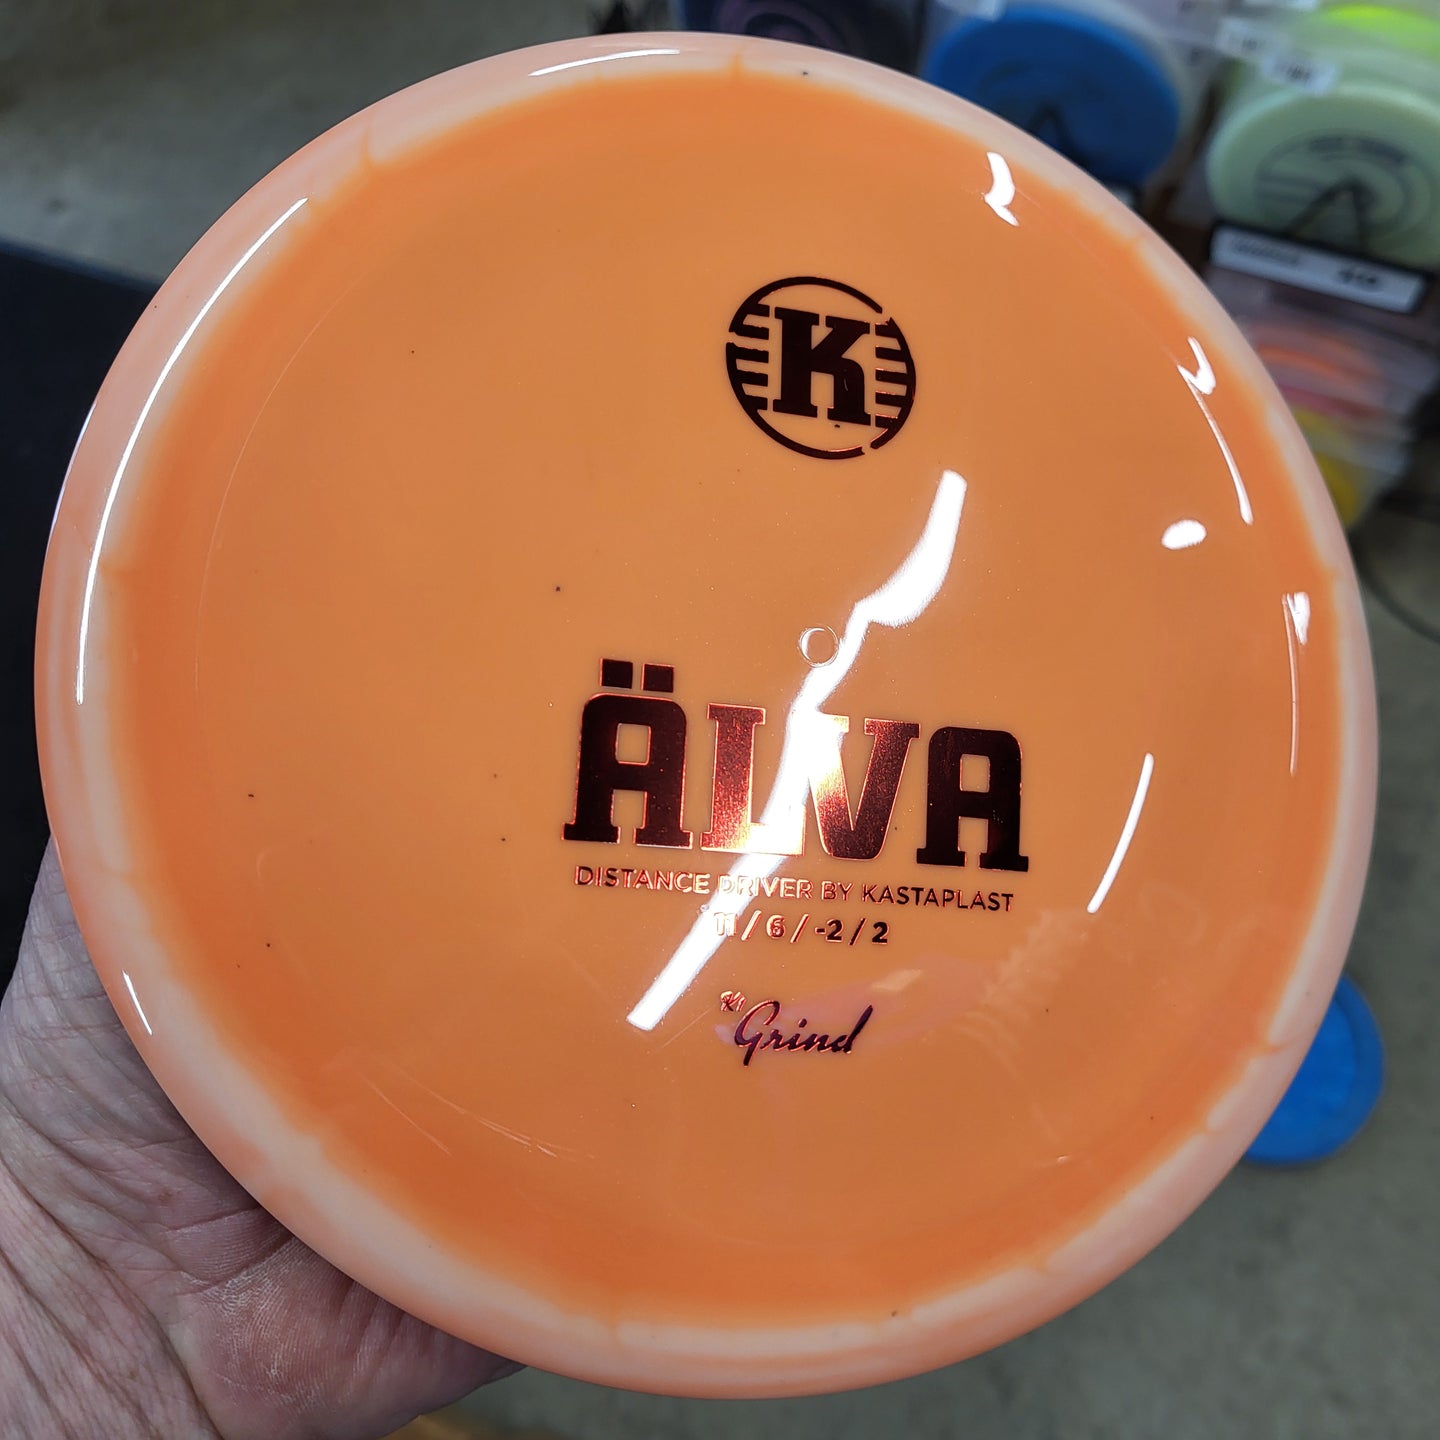 K
ÄLVA
DISTANCE DRIVER BY KASTAPLAST
11 / 6 / -2 / 2
K1
Grind